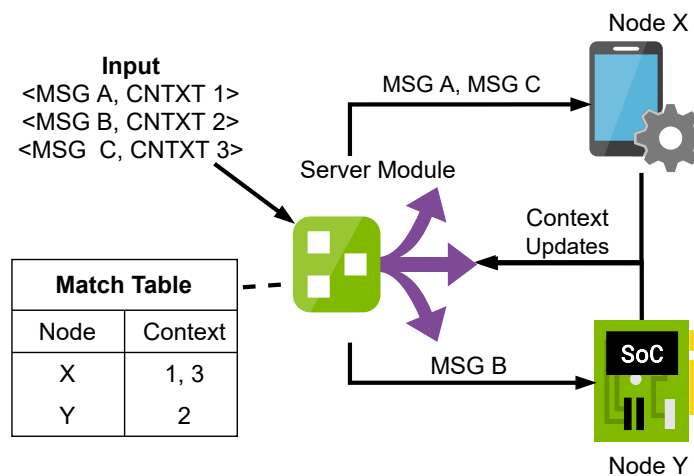 Node X
Input
<MSG A, CNTXT 1>
<MSG B, CNTXT 2>
<MSG C, CNTXT 3>
MSG A, MSG C
Server Module
Context
Updates
Match Table
Node Context
X 1, 3
Y 2
MSG B
SoC
Node Y